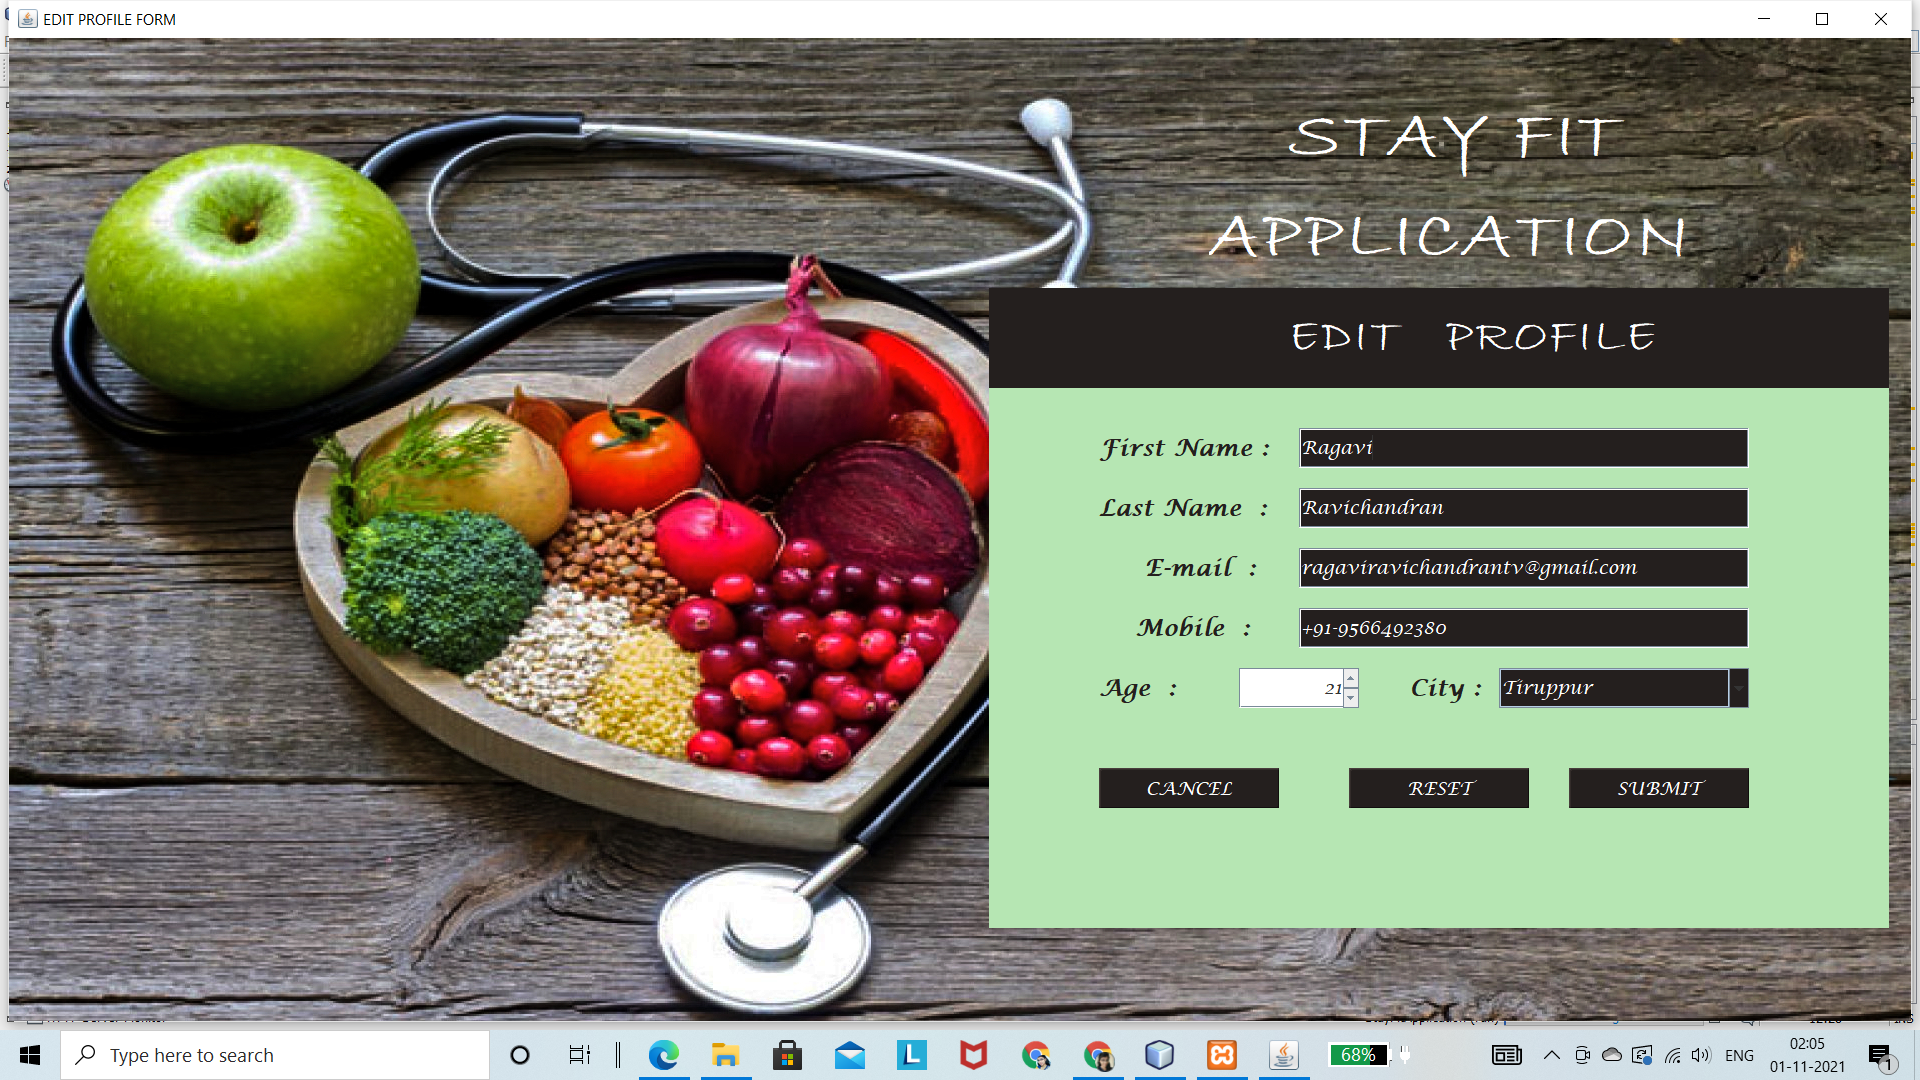 EDIT PROFILE FORM
STAY FIT
APPLICATION
EDIT PROFILE
First Name : Ragavi
Last Name : Ravichandran
E-mail : ragaviravichandrantv@gmail.com
Mobile : +91-9566492380
Age : 21 City : Tiruppur
CANCEL RESET SUBMIT
Type here to search
L
68%
ENG
02:05
01-11-2021
1